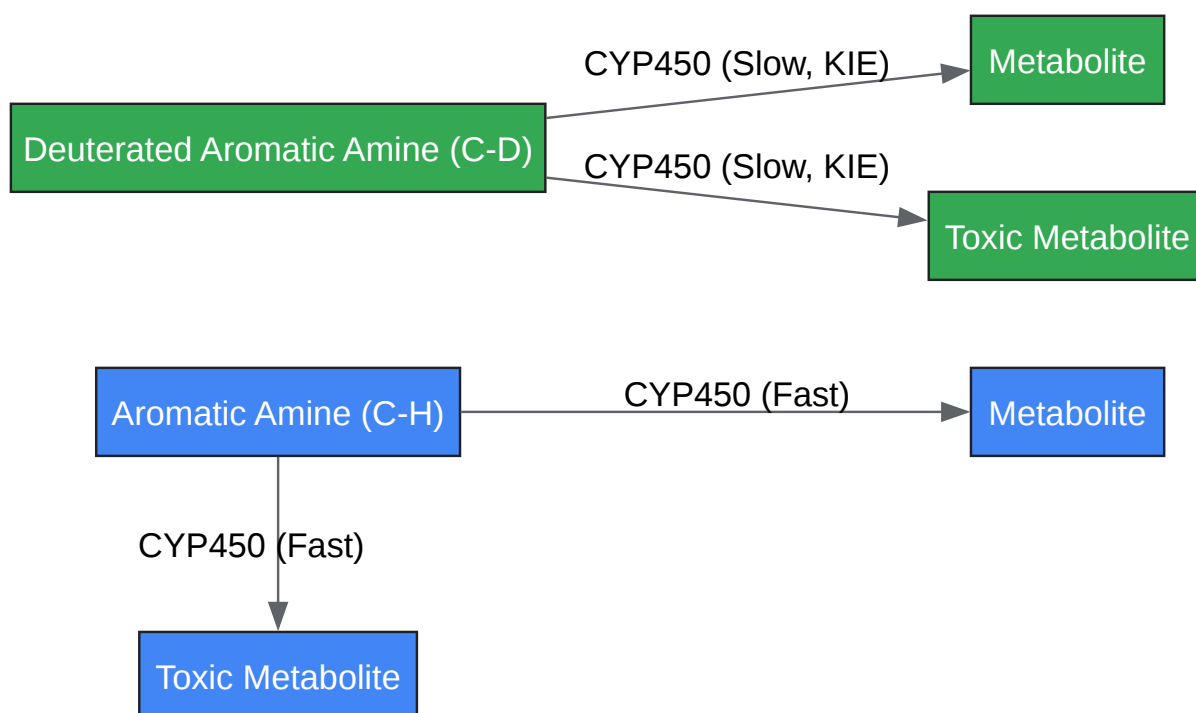 CYP450 (Slow, KIE)
Metabolite
Deuterated Aromatic Amine (C-D)
CYP450 (Slow, KIE)
Toxic Metabolite
Aromatic Amine (C-H)
CYP450 (Fast)
Metabolite
CYP450 (Fast)
Toxic Metabolite